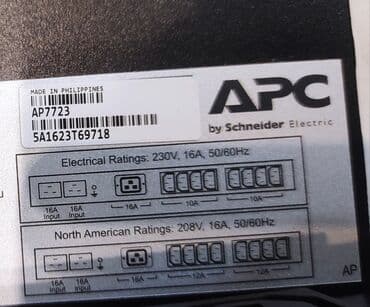 MADE IN PHILIPPINES
AP7723
5A1623T69718
APC
by Schneider Electric
Electrical Ratings: 230V, 16A, 50/60Hz
16A Input 16A Input 16A 10A 10A
North American Ratings: 208V, 16A, 50/60Hz
16A Input 16A Input 16A 12A 12A
AP